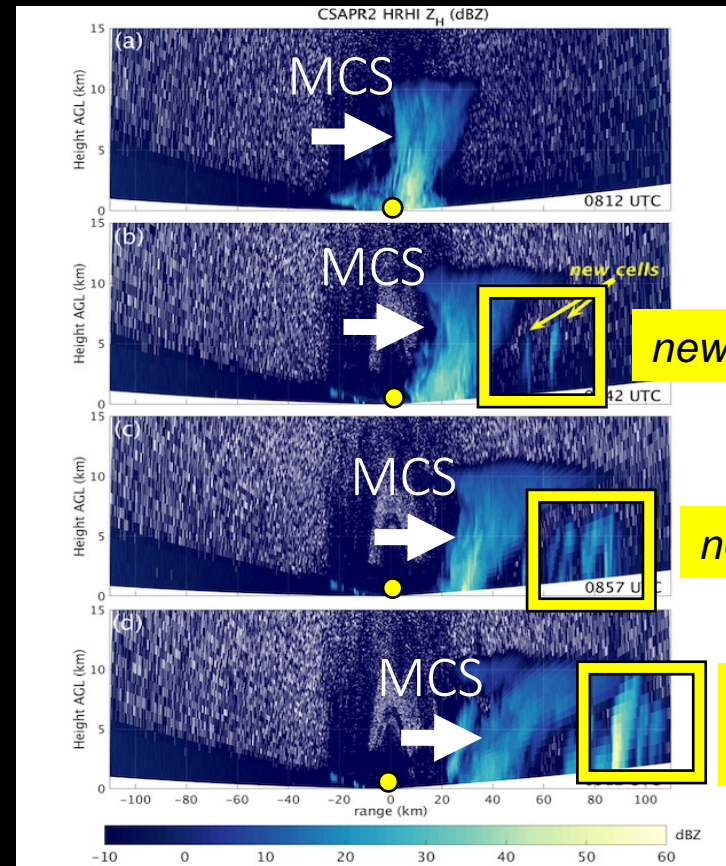 CSAPR2 HRHI Z_H (dBZ)
(a)
MCS
Height AGL (km)
15
10
5
0
0812 UTC
(b)
MCS
new cells
new
Height AGL (km)
15
10
5
0
42 UTC
(c)
MCS
Height AGL (km)
15
10
5
0
0857 UTC
(d)
MCS
Height AGL (km)
15
10
5
0
-100 -80 -60 -40 -20 0 20 40 60 80 100
range (km)
dBZ
-10 0 10 20 30 40 50 60